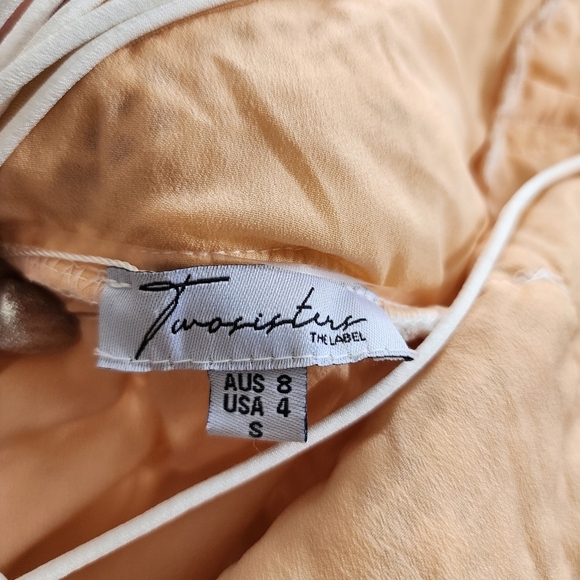 Twosisters
THE LABEL
AUS 8
USA 4
S